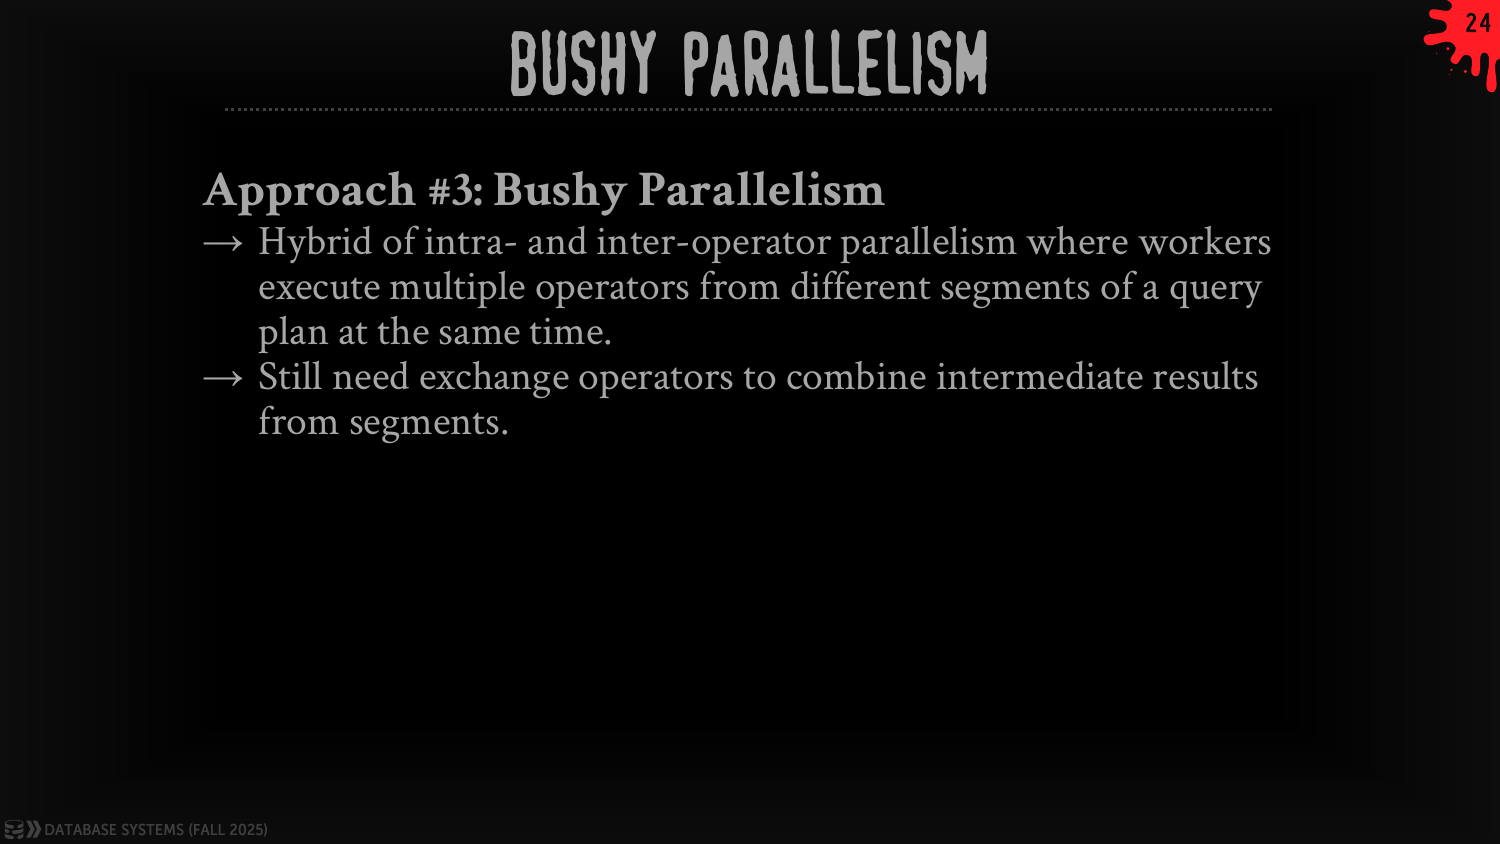 24
BUSHY PARALLELISM
Approach #3: Bushy Parallelism
→ Hybrid of intra- and inter-operator parallelism where workers
execute multiple operators from different segments of a query
plan at the same time.
→ Still need exchange operators to combine intermediate results
from segments.
DATABASE SYSTEMS (FALL 2025)